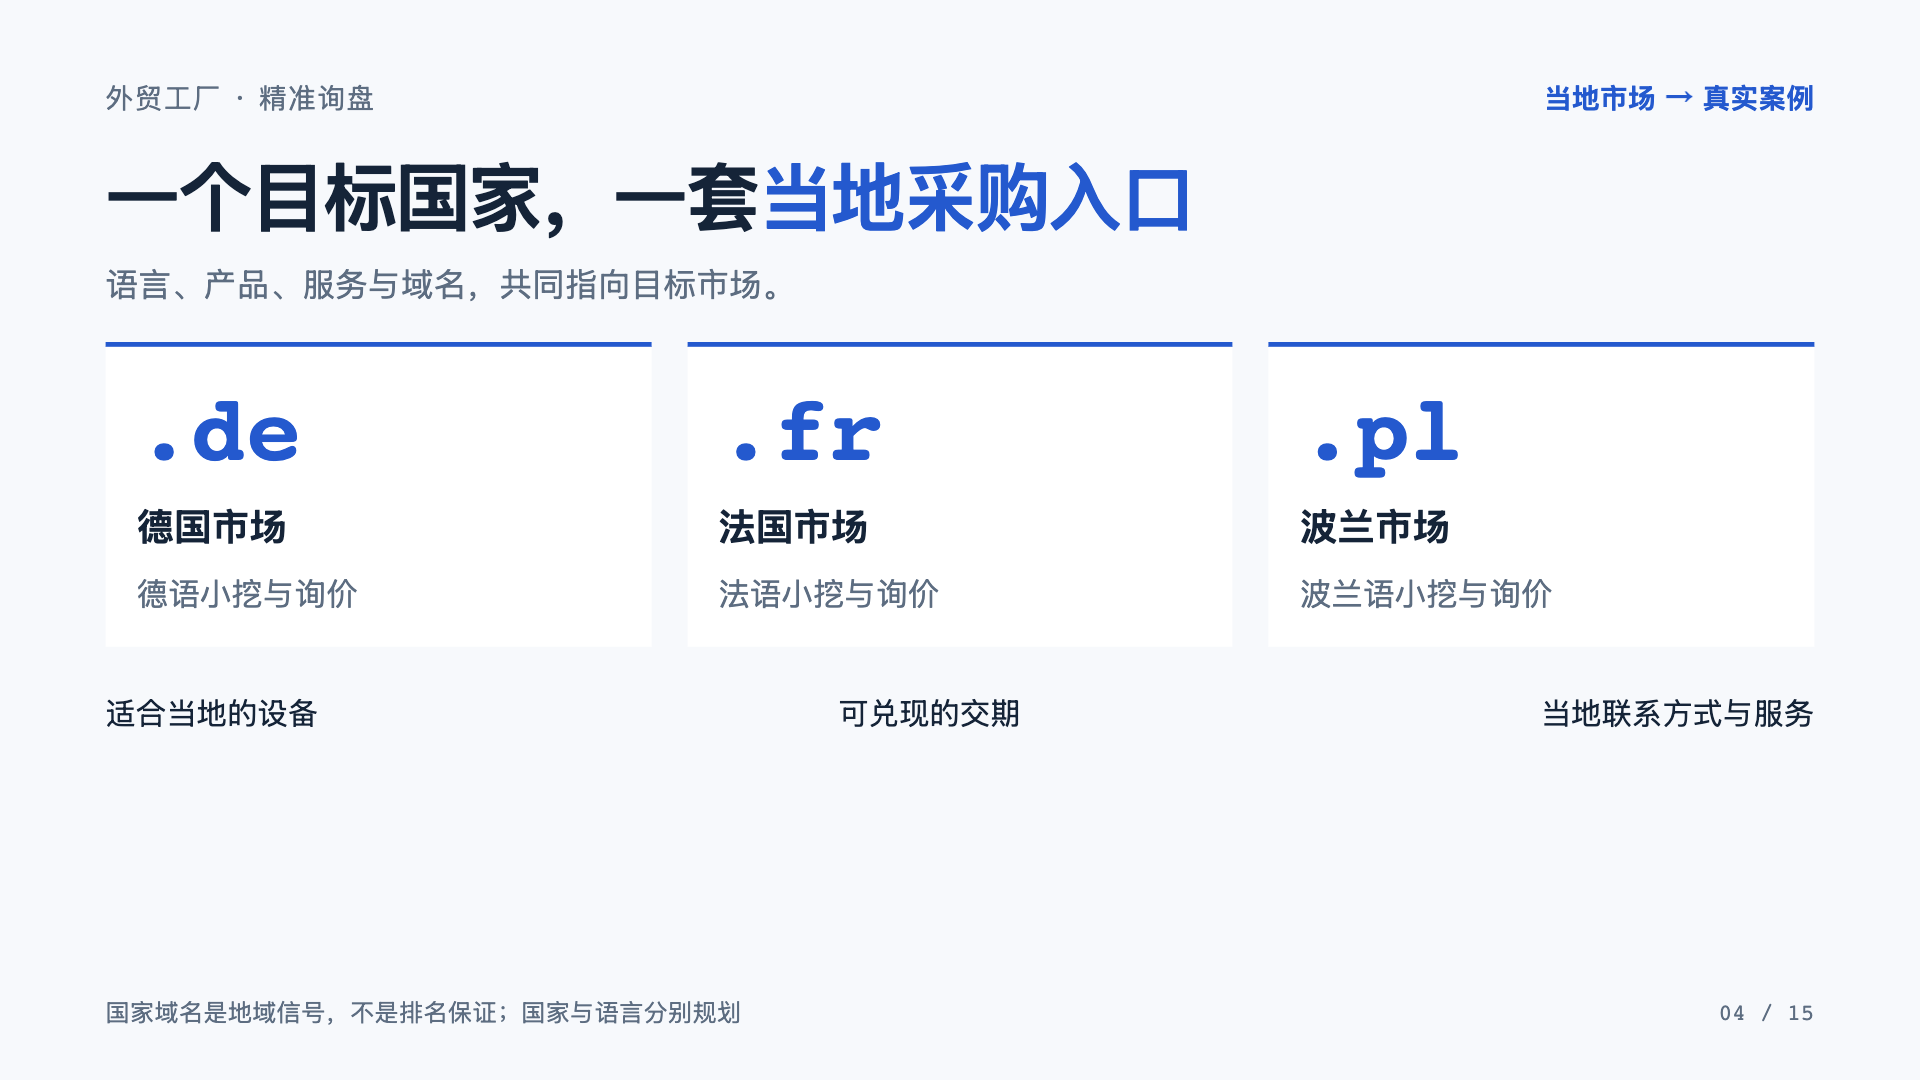 外贸工厂 · 精准询盘
当地市场 → 真实案例
一个目标国家，一套当地采购入口
语言、产品、服务与域名，共同指向目标市场。
.de
德国市场
德语小挖与询价
.fr
法国市场
法语小挖与询价
.pl
波兰市场
波兰语小挖与询价
适合当地的设备
可兑现的交期
当地联系方式与服务
国家域名是地域信号，不是排名保证；国家与语言分别规划
04 / 15